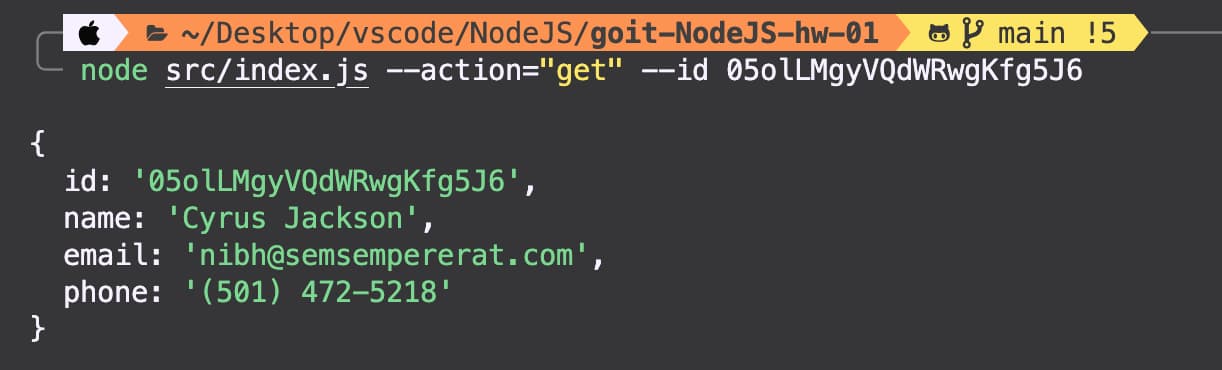 ~/Desktop/vscode/NodeJS/goit-NodeJS-hw-01 main !5
node src/index.js --action="get" --id 05olLMgyVQdWRwgKfg5J6
{
id: '05olLMgyVQdWRwgKfg5J6',
name: 'Cyrus Jackson',
email: 'nibh@semsempererat.com',
phone: '(501) 472-5218'
}